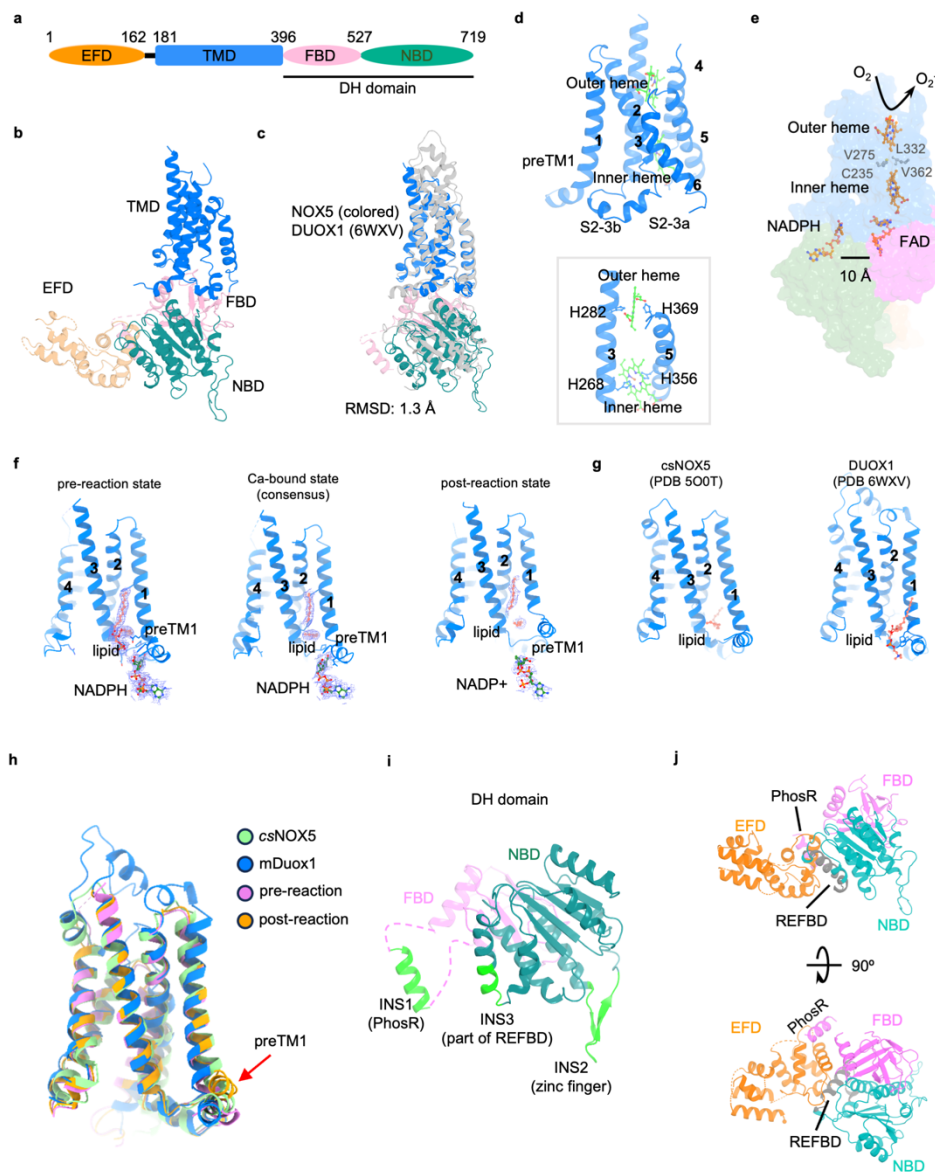 a
1 162 181 396 527 719
EFD TMD FBD NBD
DH domain
b
TMD
EFD
FBD
NBD
c
NOX5 (colored)
DUOX1 (6WXV)
RMSD: 1.3 Å
d
4
Outer heme
2
1 3 5
preTM1
Inner heme
6
S2-3b S2-3a
Outer heme
H282 H369
3 5
H268 H356
Inner heme
e
O₂ O₂⁻
Outer heme
L332
V275
C235 V362
Inner heme
NADPH
FAD
10 Å
f
pre-reaction state
4 3 2 1
preTM1
lipid
NADPH
Ca-bound state
(consensus)
4 3 2 1
preTM1
lipid
NADPH
post-reaction state
4 3 2 1
lipid
preTM1
NADP+
g
csNOX5
(PDB 5O0T)
4 3 2 1
lipid
DUOX1
(PDB 6WXV)
4 3 2 1
lipid
h
csNOX5
mDuox1
pre-reaction
post-reaction
preTM1
i
DH domain
NBD
FBD
INS1
(PhosR)
INS3
(part of REFBD)
INS2
(zinc finger)
j
FBD
PhosR
EFD
REFBD
NBD
90º
PhosR
EFD
FBD
REFBD
NBD